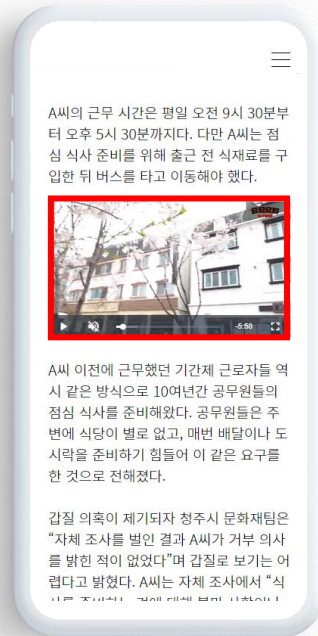 A씨의 근무 시간은 평일 오전 9시 30분부
터 오후 5시 30분까지다. 다만 A씨는 점
심 식사 준비를 위해 출근 전 식재료를 구
입한 뒤 버스를 타고 이동해야 했다.
-5:50
A씨 이전에 근무했던 기간제 근로자들 역
시 같은 방식으로 10여년간 공무원들의
점심 식사를 준비해왔다. 공무원들은 주
변에 식당이 별로 없고, 매번 배달이나 도
시락을 준비하기 힘들어 이 같은 요구를
한 것으로 전해졌다.
갑질 의혹이 제기되자 청주시 문화재팀은
“자체 조사를 벌인 결과 A씨가 거부 의사
를 밝힌 적이 없었다”며 갑질로 보기는 어
렵다고 밝혔다. A씨는 자체 조사에서 “식